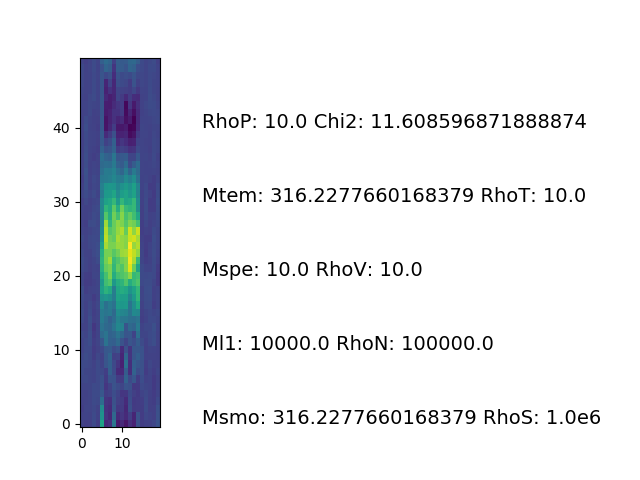 40
RhoP: 10.0 Chi2: 11.608596871888874
30
Mtem: 316.2277660168379 RhoT: 10.0
20
Mspe: 10.0 RhoV: 10.0
10
Ml1: 10000.0 RhoN: 100000.0
0
Msmo: 316.2277660168379 RhoS: 1.0e6
0 10